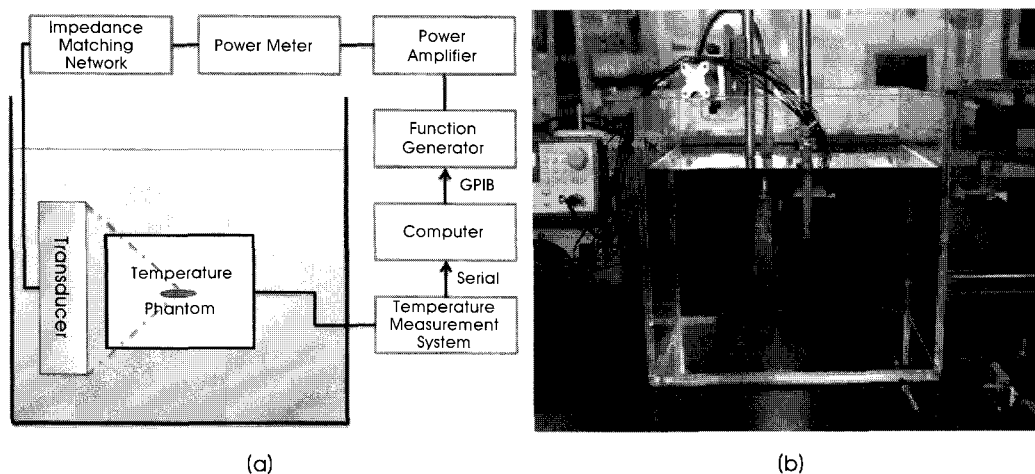 Impedance
Matching
Network
Power Meter
Power
Amplifier
Function
Generator
GPIB
Computer
Serial
Temperature
Measurement
System
Transducer
Temperature
Phantom
(a)
(b)